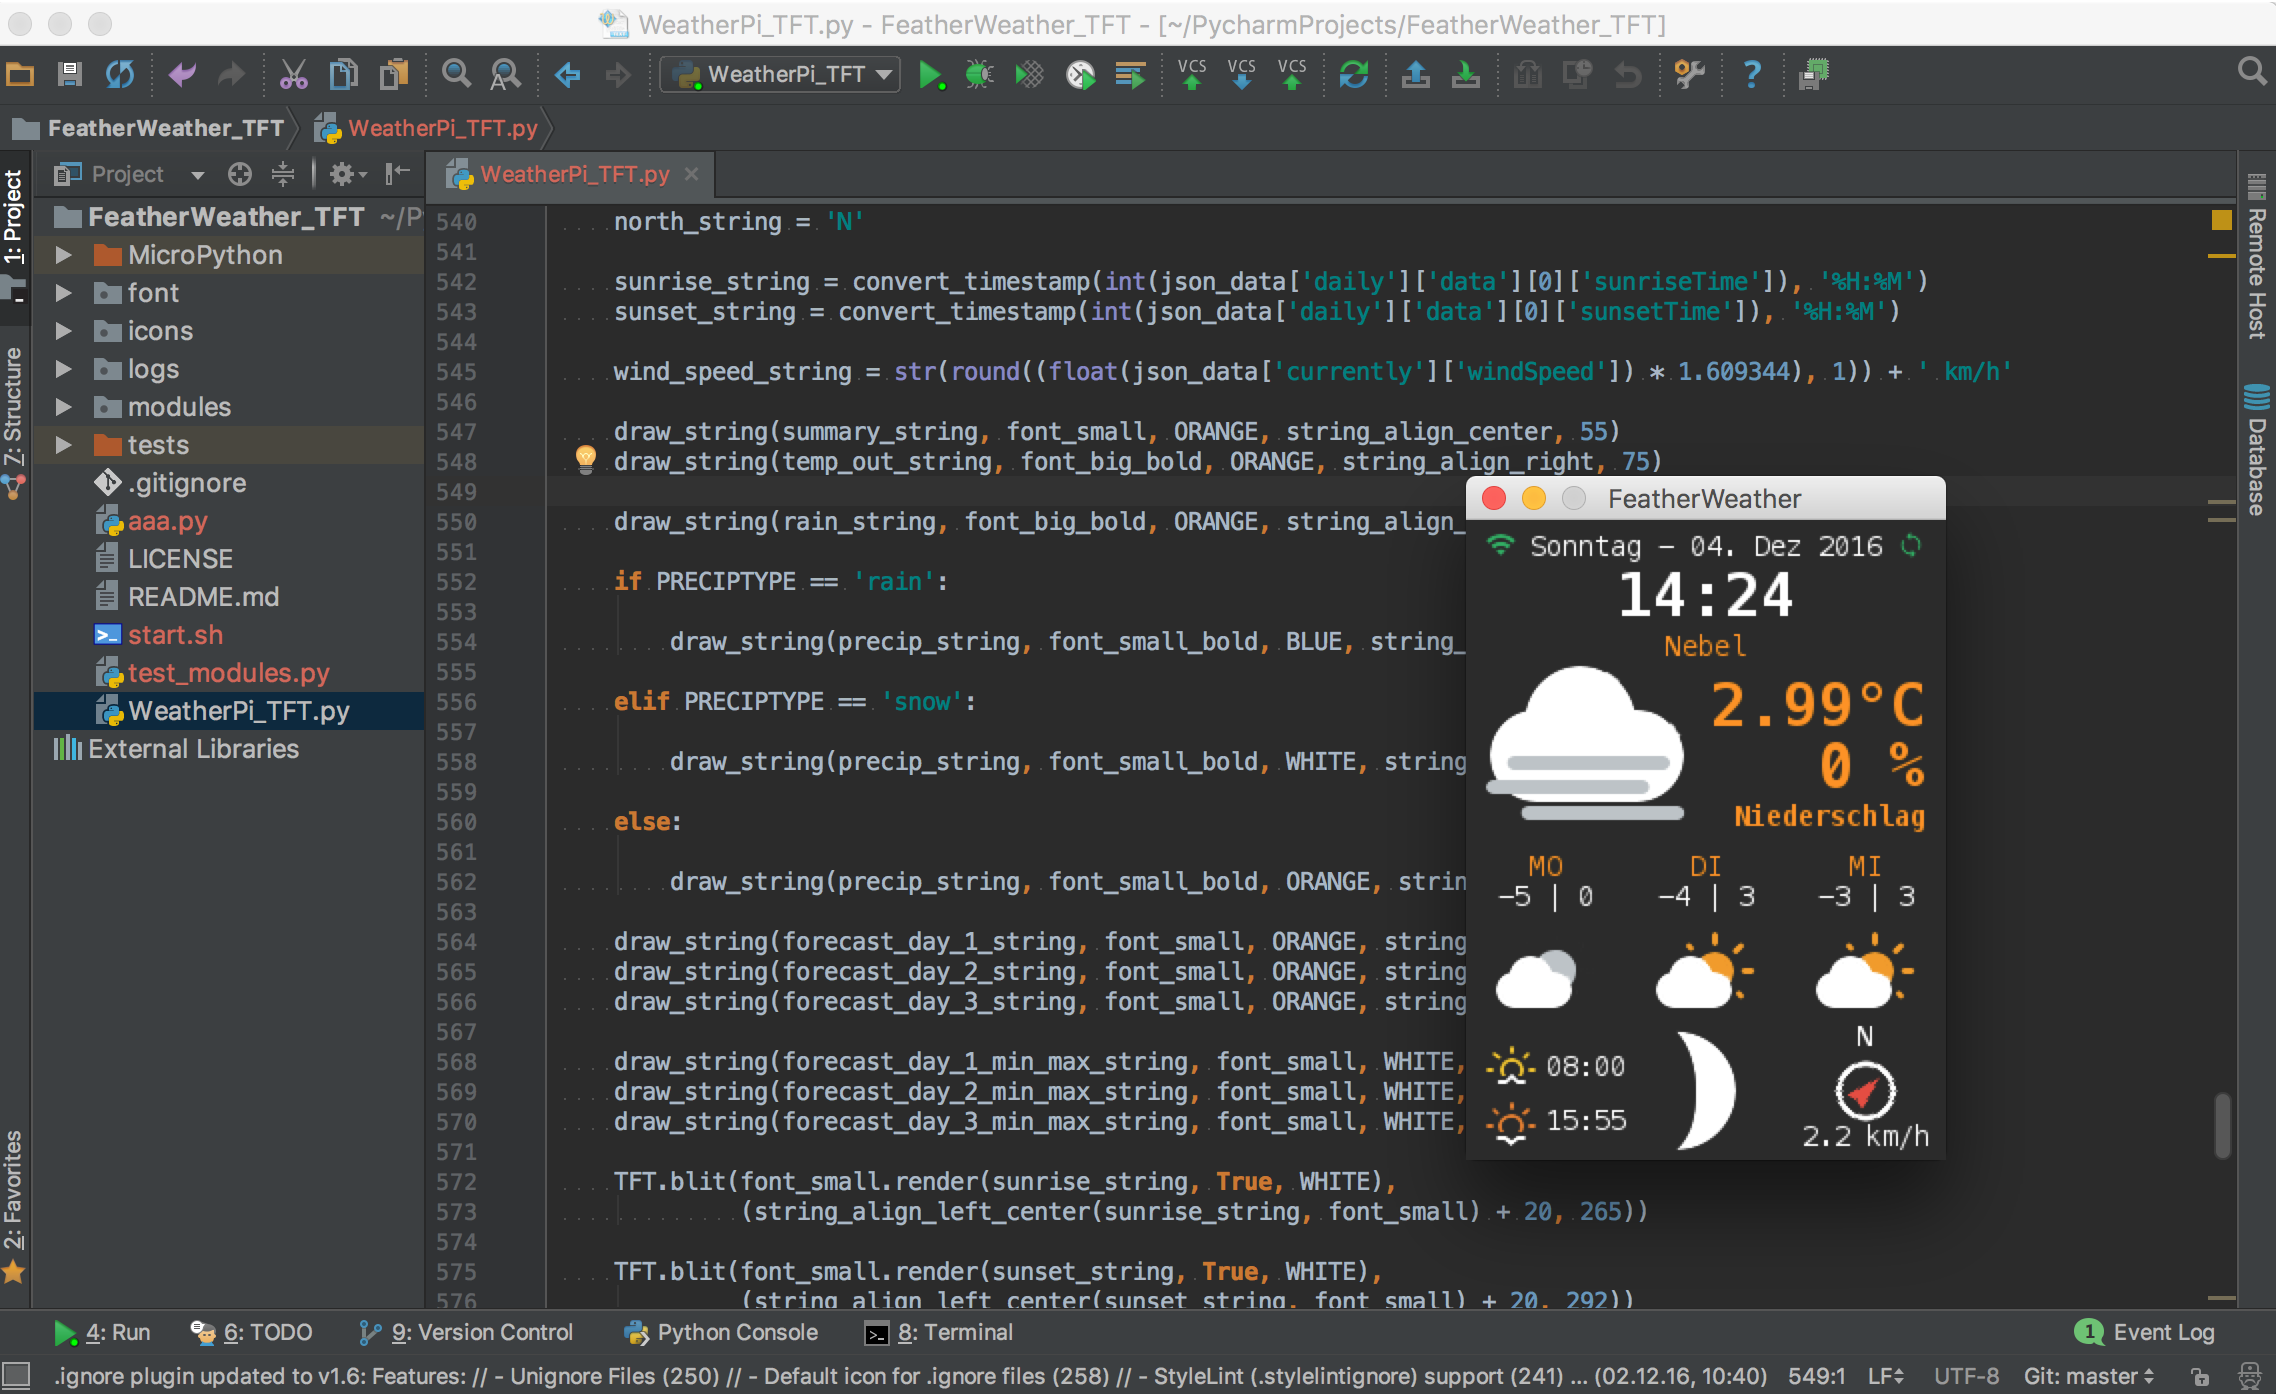 WeatherPi_TFT.py - FeatherWeather_TFT - [~/PycharmProjects/FeatherWeather_TFT]
WeatherPi_TFT
VCS VCS VCS
FeatherWeather_TFT WeatherPi_TFT.py
1: Project
7: Structure
2: Favorites
Project
FeatherWeather_TFT ~/Py
MicroPython
font
icons
logs
modules
tests
.gitignore
aaa.py
LICENSE
README.md
start.sh
test_modules.py
WeatherPi_TFT.py
External Libraries
WeatherPi_TFT.py
540 north_string = 'N'
541
542 sunrise_string = convert_timestamp(int(json_data['daily']['data'][0]['sunriseTime']), '%H:%M')
543 sunset_string = convert_timestamp(int(json_data['daily']['data'][0]['sunsetTime']), '%H:%M')
544
545 wind_speed_string = str(round((float(json_data['currently']['windSpeed']) * 1.609344), 1)) + ' km/h'
546
547 draw_string(summary_string, font_small, ORANGE, string_align_center, 55)
548 draw_string(temp_out_string, font_big_bold, ORANGE, string_align_right, 75)
549
550 draw_string(rain_string, font_big_bold, ORANGE, string_align_
551
552 if PRECIPTYPE == 'rain':
553
554 draw_string(precip_string, font_small_bold, BLUE, string_
555
556 elif PRECIPTYPE == 'snow':
557
558 draw_string(precip_string, font_small_bold, WHITE, string
559
560 else:
561
562 draw_string(precip_string, font_small_bold, ORANGE, strin
563
564 draw_string(forecast_day_1_string, font_small, ORANGE, string
565 draw_string(forecast_day_2_string, font_small, ORANGE, string
566 draw_string(forecast_day_3_string, font_small, ORANGE, string
567
568 draw_string(forecast_day_1_min_max_string, font_small, WHITE,
569 draw_string(forecast_day_2_min_max_string, font_small, WHITE,
570 draw_string(forecast_day_3_min_max_string, font_small, WHITE,
571
572 TFT.blit(font_small.render(sunrise_string, True, WHITE),
573 (string_align_left_center(sunrise_string, font_small) + 20, 265))
574
575 TFT.blit(font_small.render(sunset_string, True, WHITE),
576 (string_align_left_center(sunset_string, font_small) + 20, 292))
FeatherWeather
Sonntag - 04. Dez 2016
14:24
Nebel
2.99°C
0 %
Niederschlag
MO DI MI
-5 | 0 -4 | 3 -3 | 3
N
08:00
15:55
2.2 km/h
Remote Host
Database
4: Run 6: TODO 9: Version Control Python Console 8: Terminal 1 Event Log
.ignore plugin updated to v1.6: Features: // - Unignore Files (250) // - Default icon for .ignore files (258) // - StyleLint (.stylelintignore) support (241) ... (02.12.16, 10:40) 549:1 LF UTF-8 Git: master